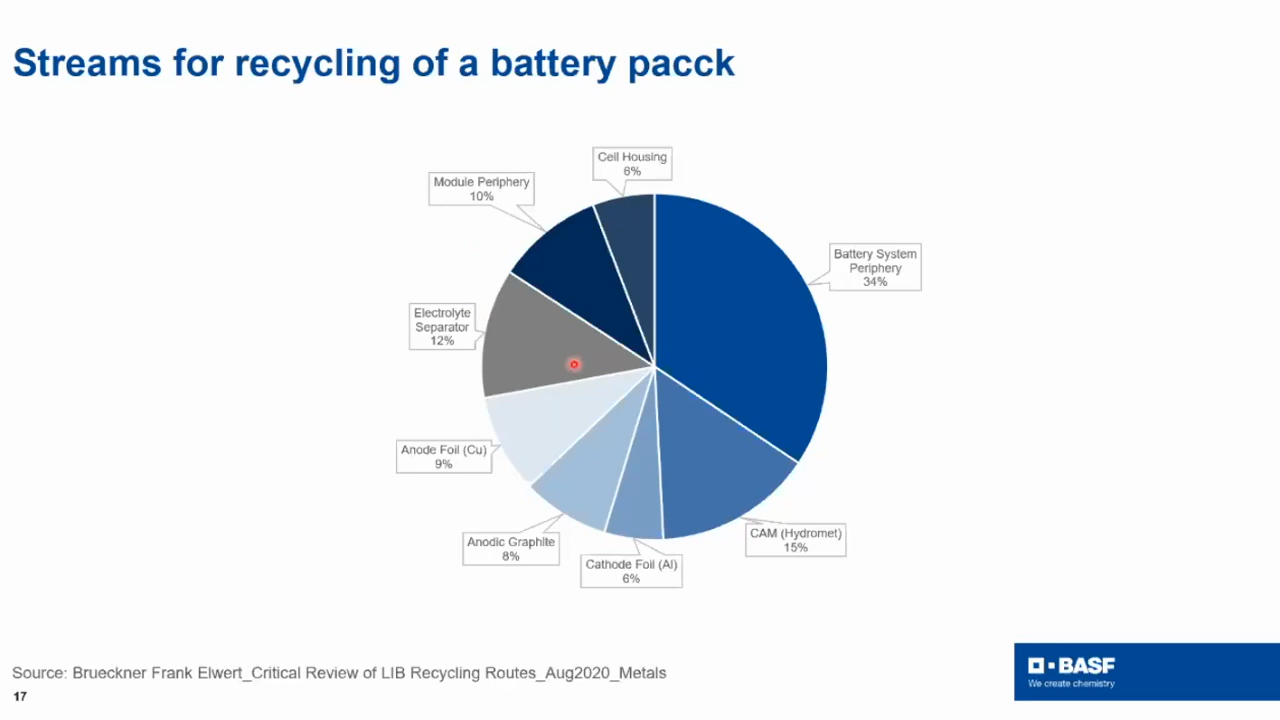 Streams for recycling of a battery pacck
Cell Housing
6%
Module Periphery
10%
Battery System
Periphery
34%
Electrolyte
Separator
12%
Anode Foil (Cu)
9%
CAM (Hydromet)
15%
Anodic Graphite
8%
Cathode Foil (Al)
6%
Source: Brueckner Frank Elwert_Critical Review of LIB Recycling Routes_Aug2020_Metals
17
BASF
We create chemistry